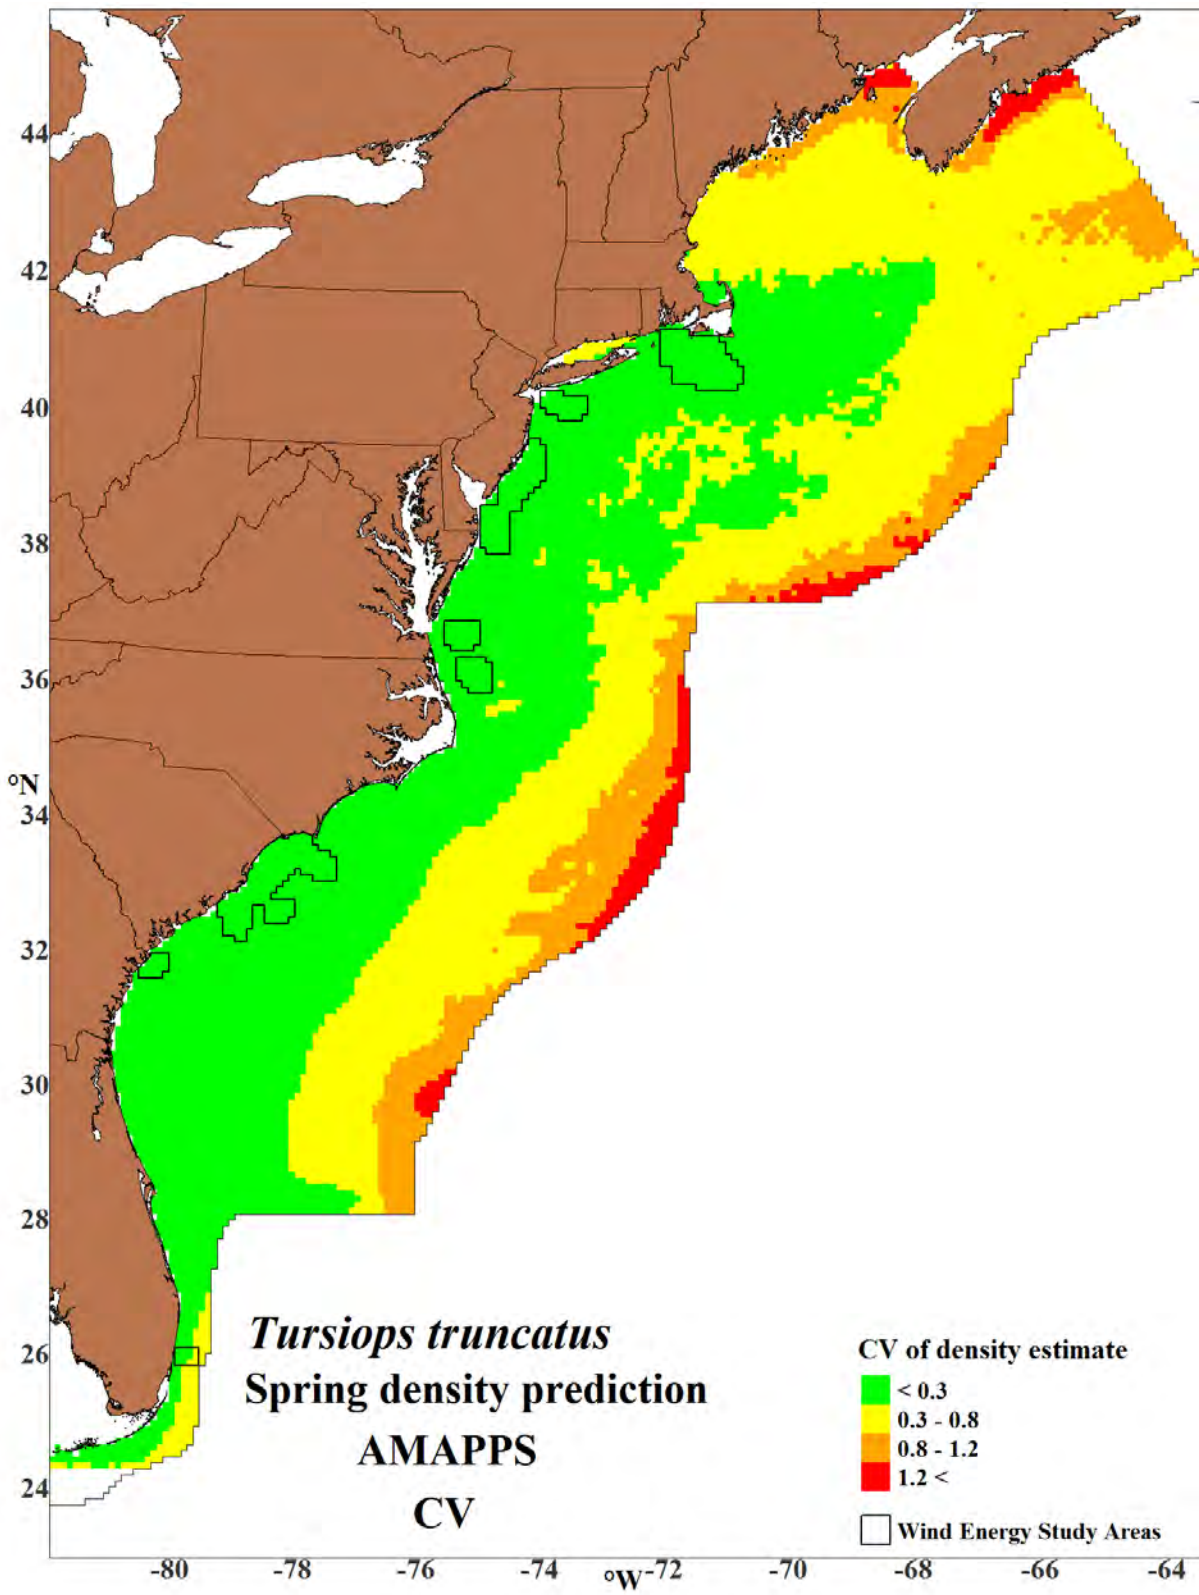 44
42
40
38
36
°N
34
32
30
28
26
24
Tursiops truncatus
Spring density prediction
AMAPPS
CV
CV of density estimate
< 0.3
0.3 - 0.8
0.8 - 1.2
1.2 <
Wind Energy Study Areas
-80 -78 -76 -74 -72 -70 -68 -66 -64
°W